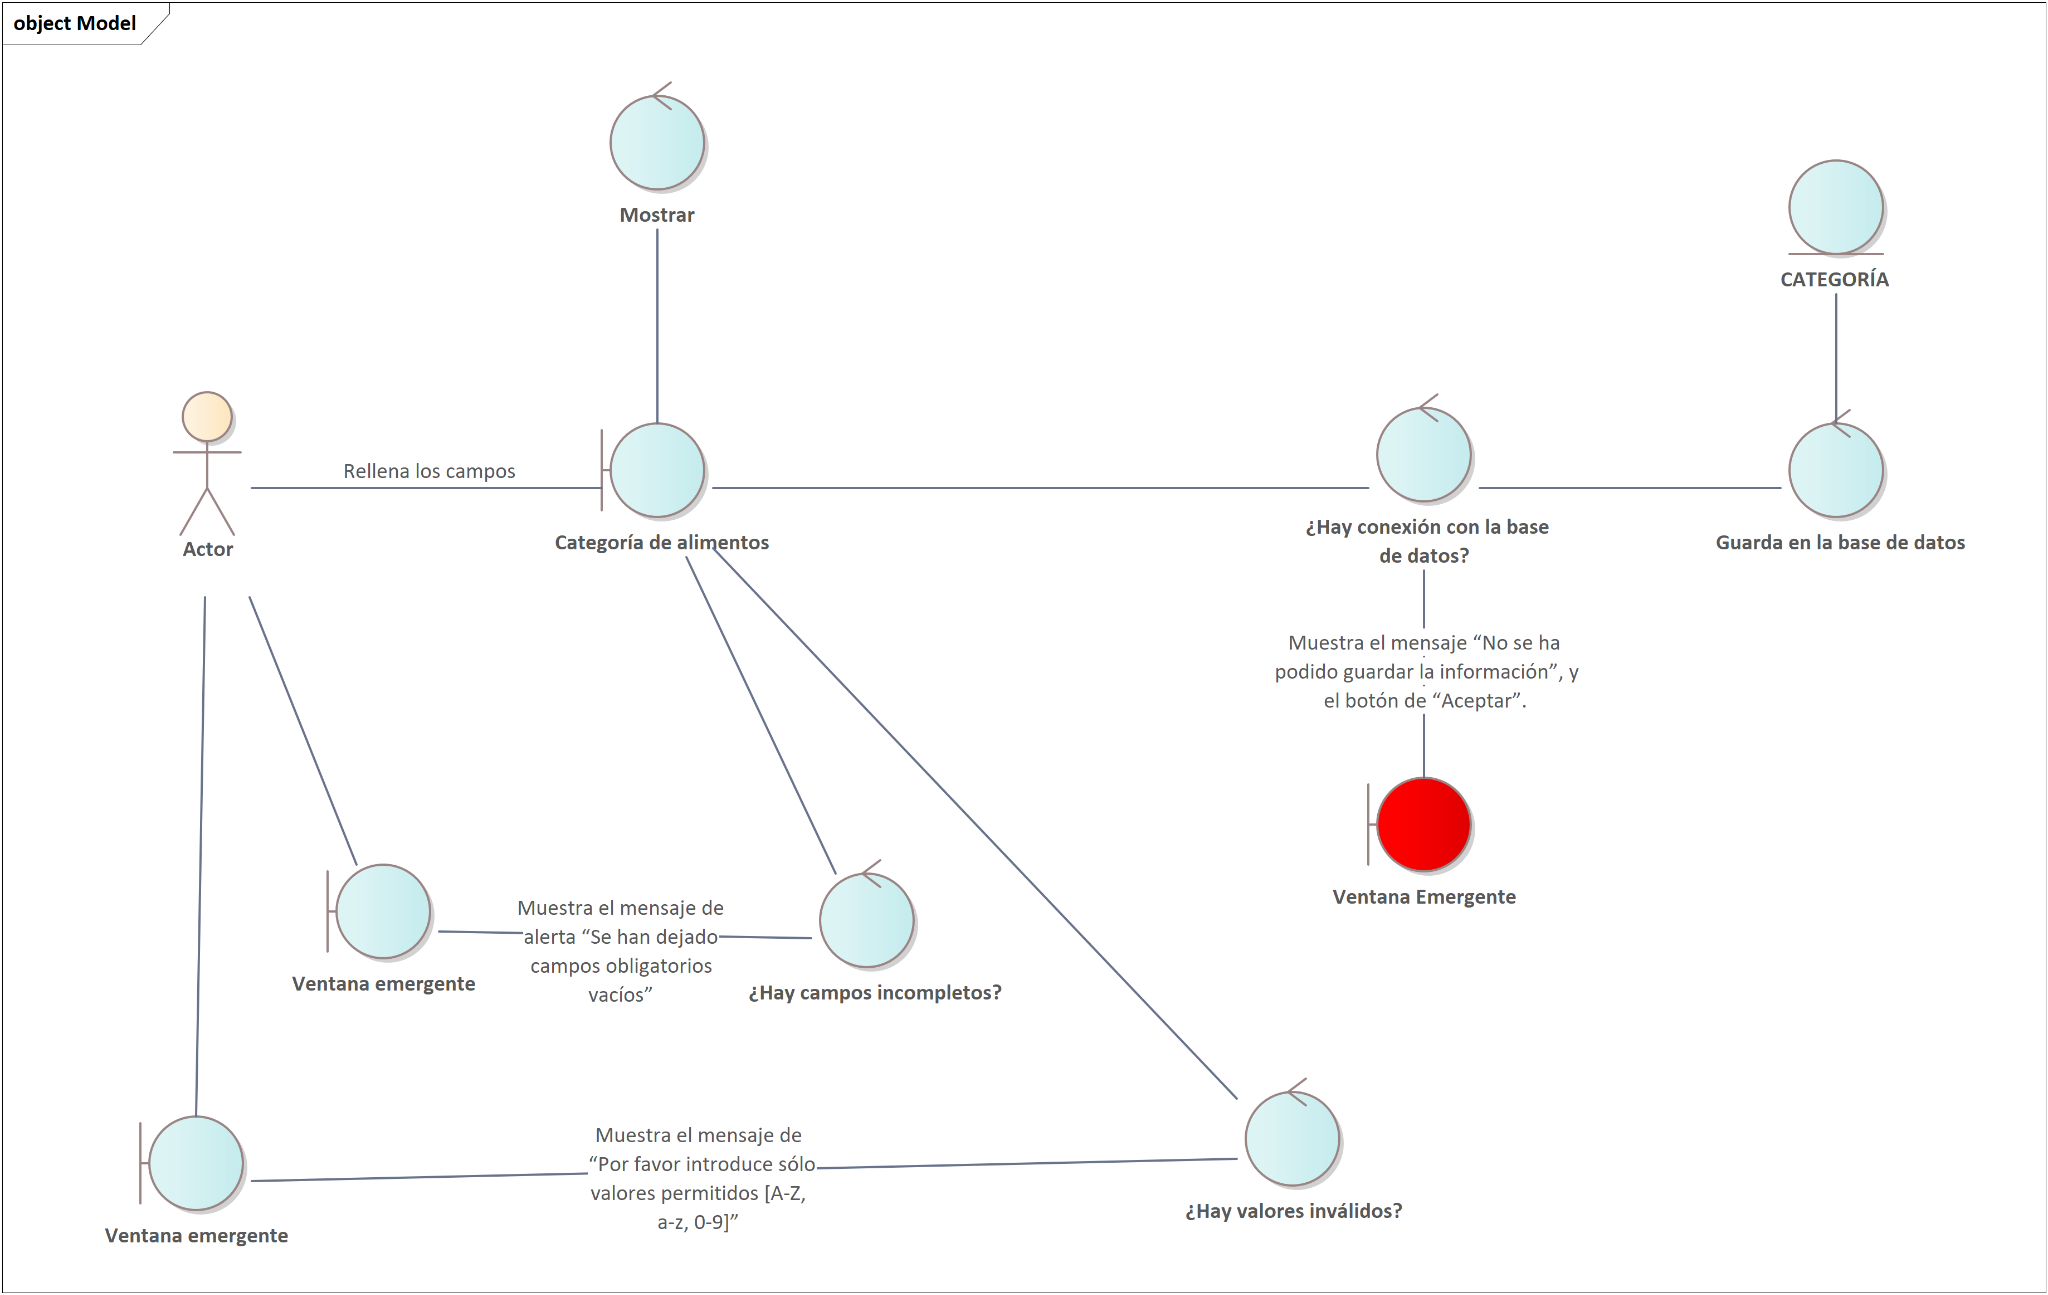 object Model
Mostrar
CATEGORÍA
Rellena los campos
Actor
Categoría de alimentos
¿Hay conexión con la base
de datos?
Guarda en la base de datos
Muestra el mensaje “No se ha
podido guardar la información”, y
el botón de “Aceptar”.
Ventana Emergente
Muestra el mensaje de
alerta “Se han dejado
campos obligatorios
vacíos”
Ventana emergente
¿Hay campos incompletos?
Muestra el mensaje de
“Por favor introduce sólo
valores permitidos [A-Z,
a-z, 0-9]”
Ventana emergente
¿Hay valores inválidos?